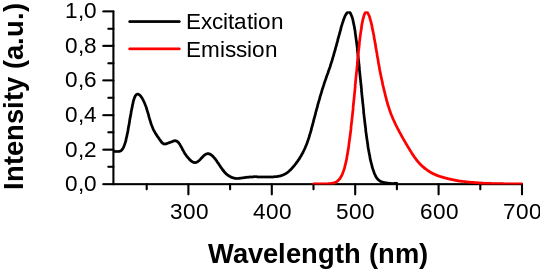 Intensity (a.u.)
1,0
0,8
0,6
0,4
0,2
0,0
Excitation
Emission
300 400 500 600 700
Wavelength (nm)